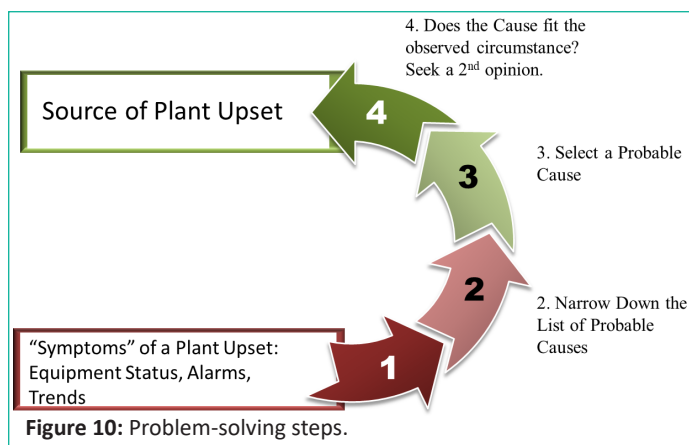 4. Does the Cause fit the
observed circumstance?
Seek a 2nd opinion.
Source of Plant Upset
4
3
3. Select a Probable
Cause
2
2. Narrow Down the
List of Probable
Causes
"Symptoms" of a Plant Upset:
Equipment Status, Alarms,
Trends
1
Figure 10: Problem-solving steps.